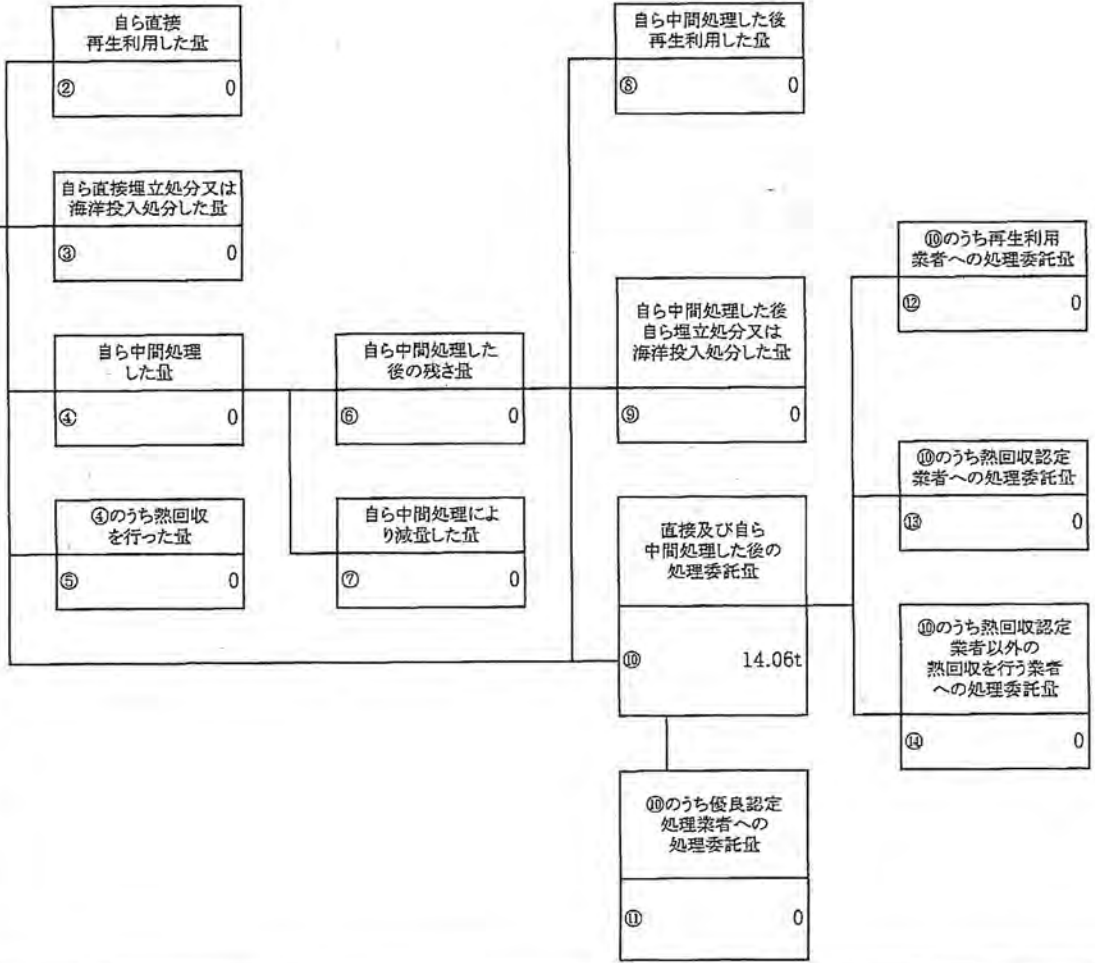 自ら直接
再生利用した量
② 0
自ら直接埋立処分又は
海洋投入処分した量
③ 0
自ら中間処理
した量
④ 0
④のうち熱回収
を行った量
⑤ 0
自ら中間処理した
後の残さ量
⑥ 0
自ら中間処理によ
り減量した量
⑦ 0
自ら中間処理した後
再生利用した量
⑧ 0
自ら中間処理した後
自ら埋立処分又は
海洋投入処分した量
⑨ 0
直接及び自ら
中間処理した後の
処理委託量
⑩ 14.06t
⑩のうち優良認定
処理業者への
処理委託量
⑪ 0
⑩のうち再生利用
業者への処理委託量
⑫ 0
⑩のうち熱回収認定
業者への処理委託量
⑬ 0
⑩のうち熱回収認定
業者以外の
熱回収を行う業者
への処理委託量
⑭ 0